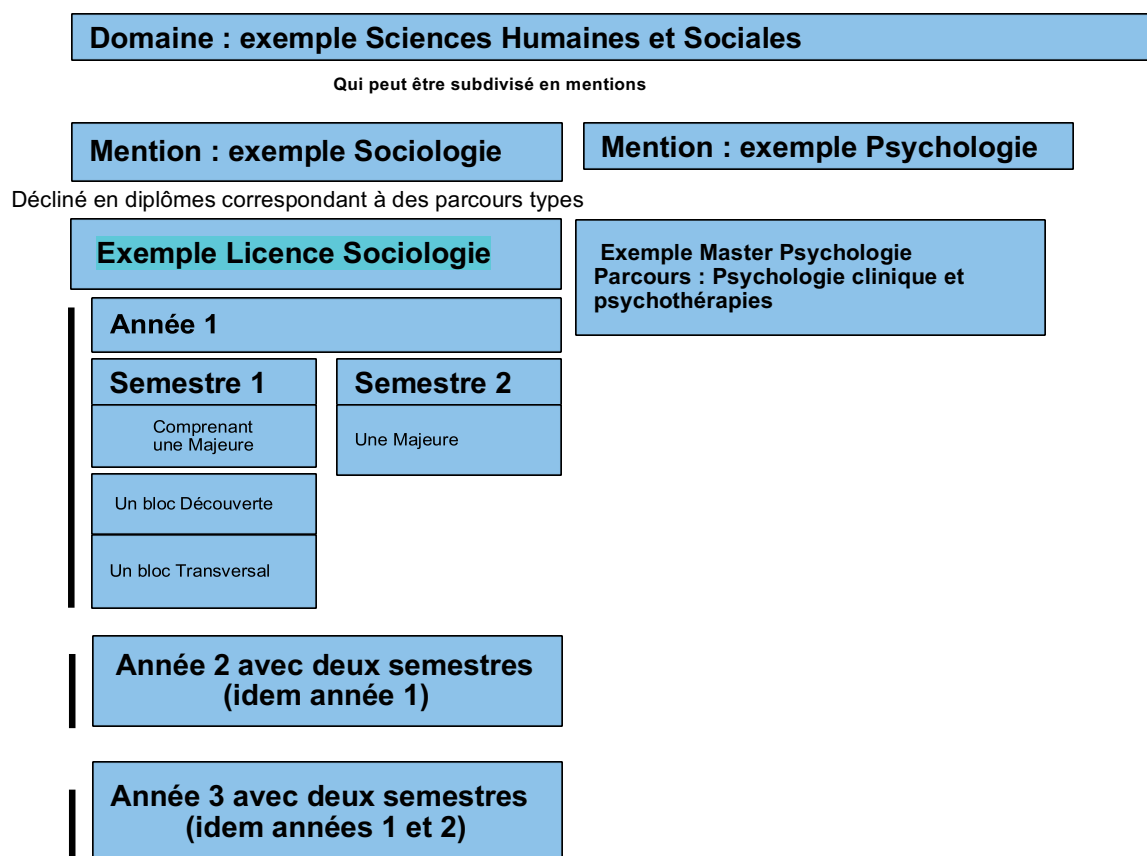 Domaine : exemple Sciences Humaines et Sociales
Qui peut être subdivisé en mentions
Mention : exemple Sociologie
Mention : exemple Psychologie
Décliné en diplômes correspondant à des parcours types
Exemple Licence Sociologie
Exemple Master Psychologie
Parcours : Psychologie clinique et
psychothérapies
Année 1
Semestre 1
Semestre 2
Comprenant
une Majeure
Une Majeure
Un bloc Découverte
Un bloc Transversal
Année 2 avec deux semestres
(idem année 1)
Année 3 avec deux semestres
(idem années 1 et 2)